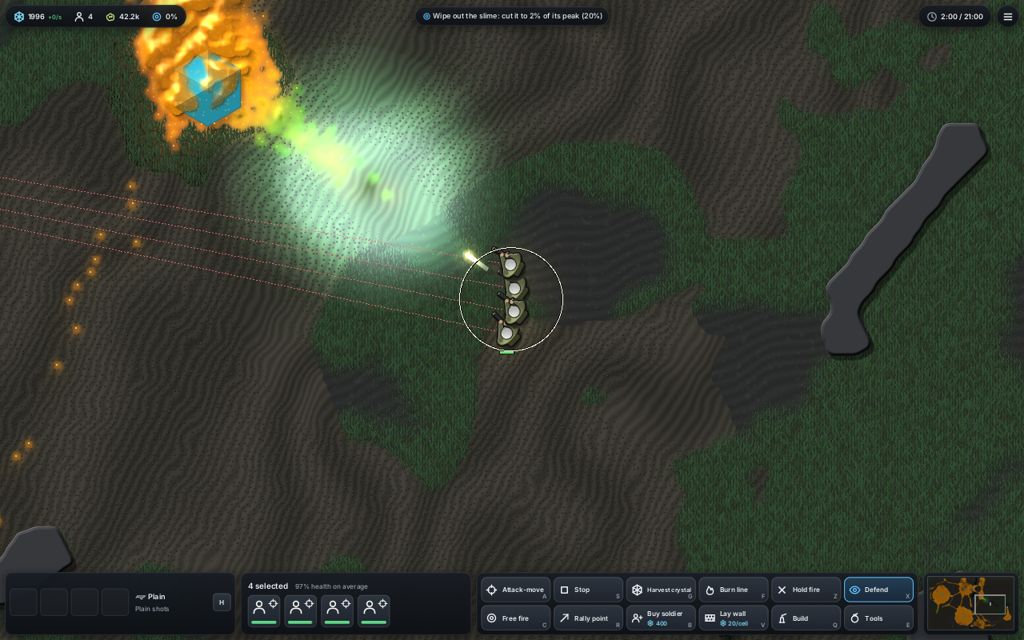 1996 +0/s 4 42.2k 0%
Wipe out the slime: cut it to 2% of its peak (20%)
2:00 / 21:00
Plain
Plain shots
H
4 selected 97% health on average
Attack-move A
Stop S
Harvest crystal G
Burn line F
Hold fire Z
Defend X
Free fire C
Rally point R
Buy soldier 400 B
Lay wall 20/cell V
Build Q
Tools E